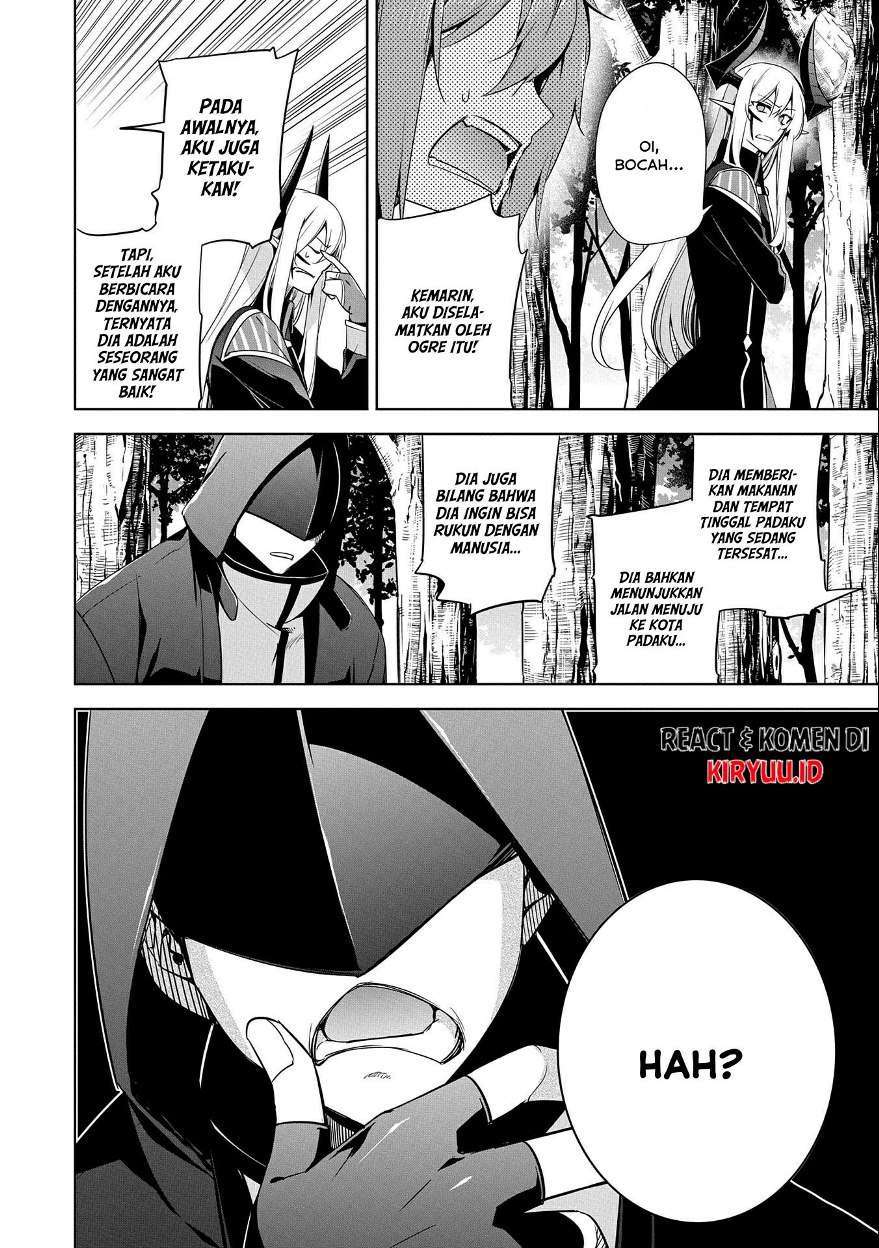 OI,
BOCAH...
KEMARIN,
AKU DISELA-
MATKAN OLEH
OGRE ITU!
PADA
AWALNYA,
AKU JUGA
KETAKU-
KAN!
TAPI,
SETELAH AKU
BERBICARA
DENGANNYA,
TERNYATA
DIA ADALAH
SESEORANG
YANG SANGAT
BAIK!
DIA MEMBERI-
KAN MAKANAN
DAN TEMPAT
TINGGAL PADAKU
YANG SEDANG
TERSESAT...
DIA BAHKAN
MENUNJUKKAN
JALAN MENUJU
KE KOTA
PADAKU...
DIA JUGA
BILANG BAHWA
DIA INGIN BISA
RUKUN DENGAN
MANUSIA...
REACT & KOMEN DI
KIRYUU.ID
HAH?